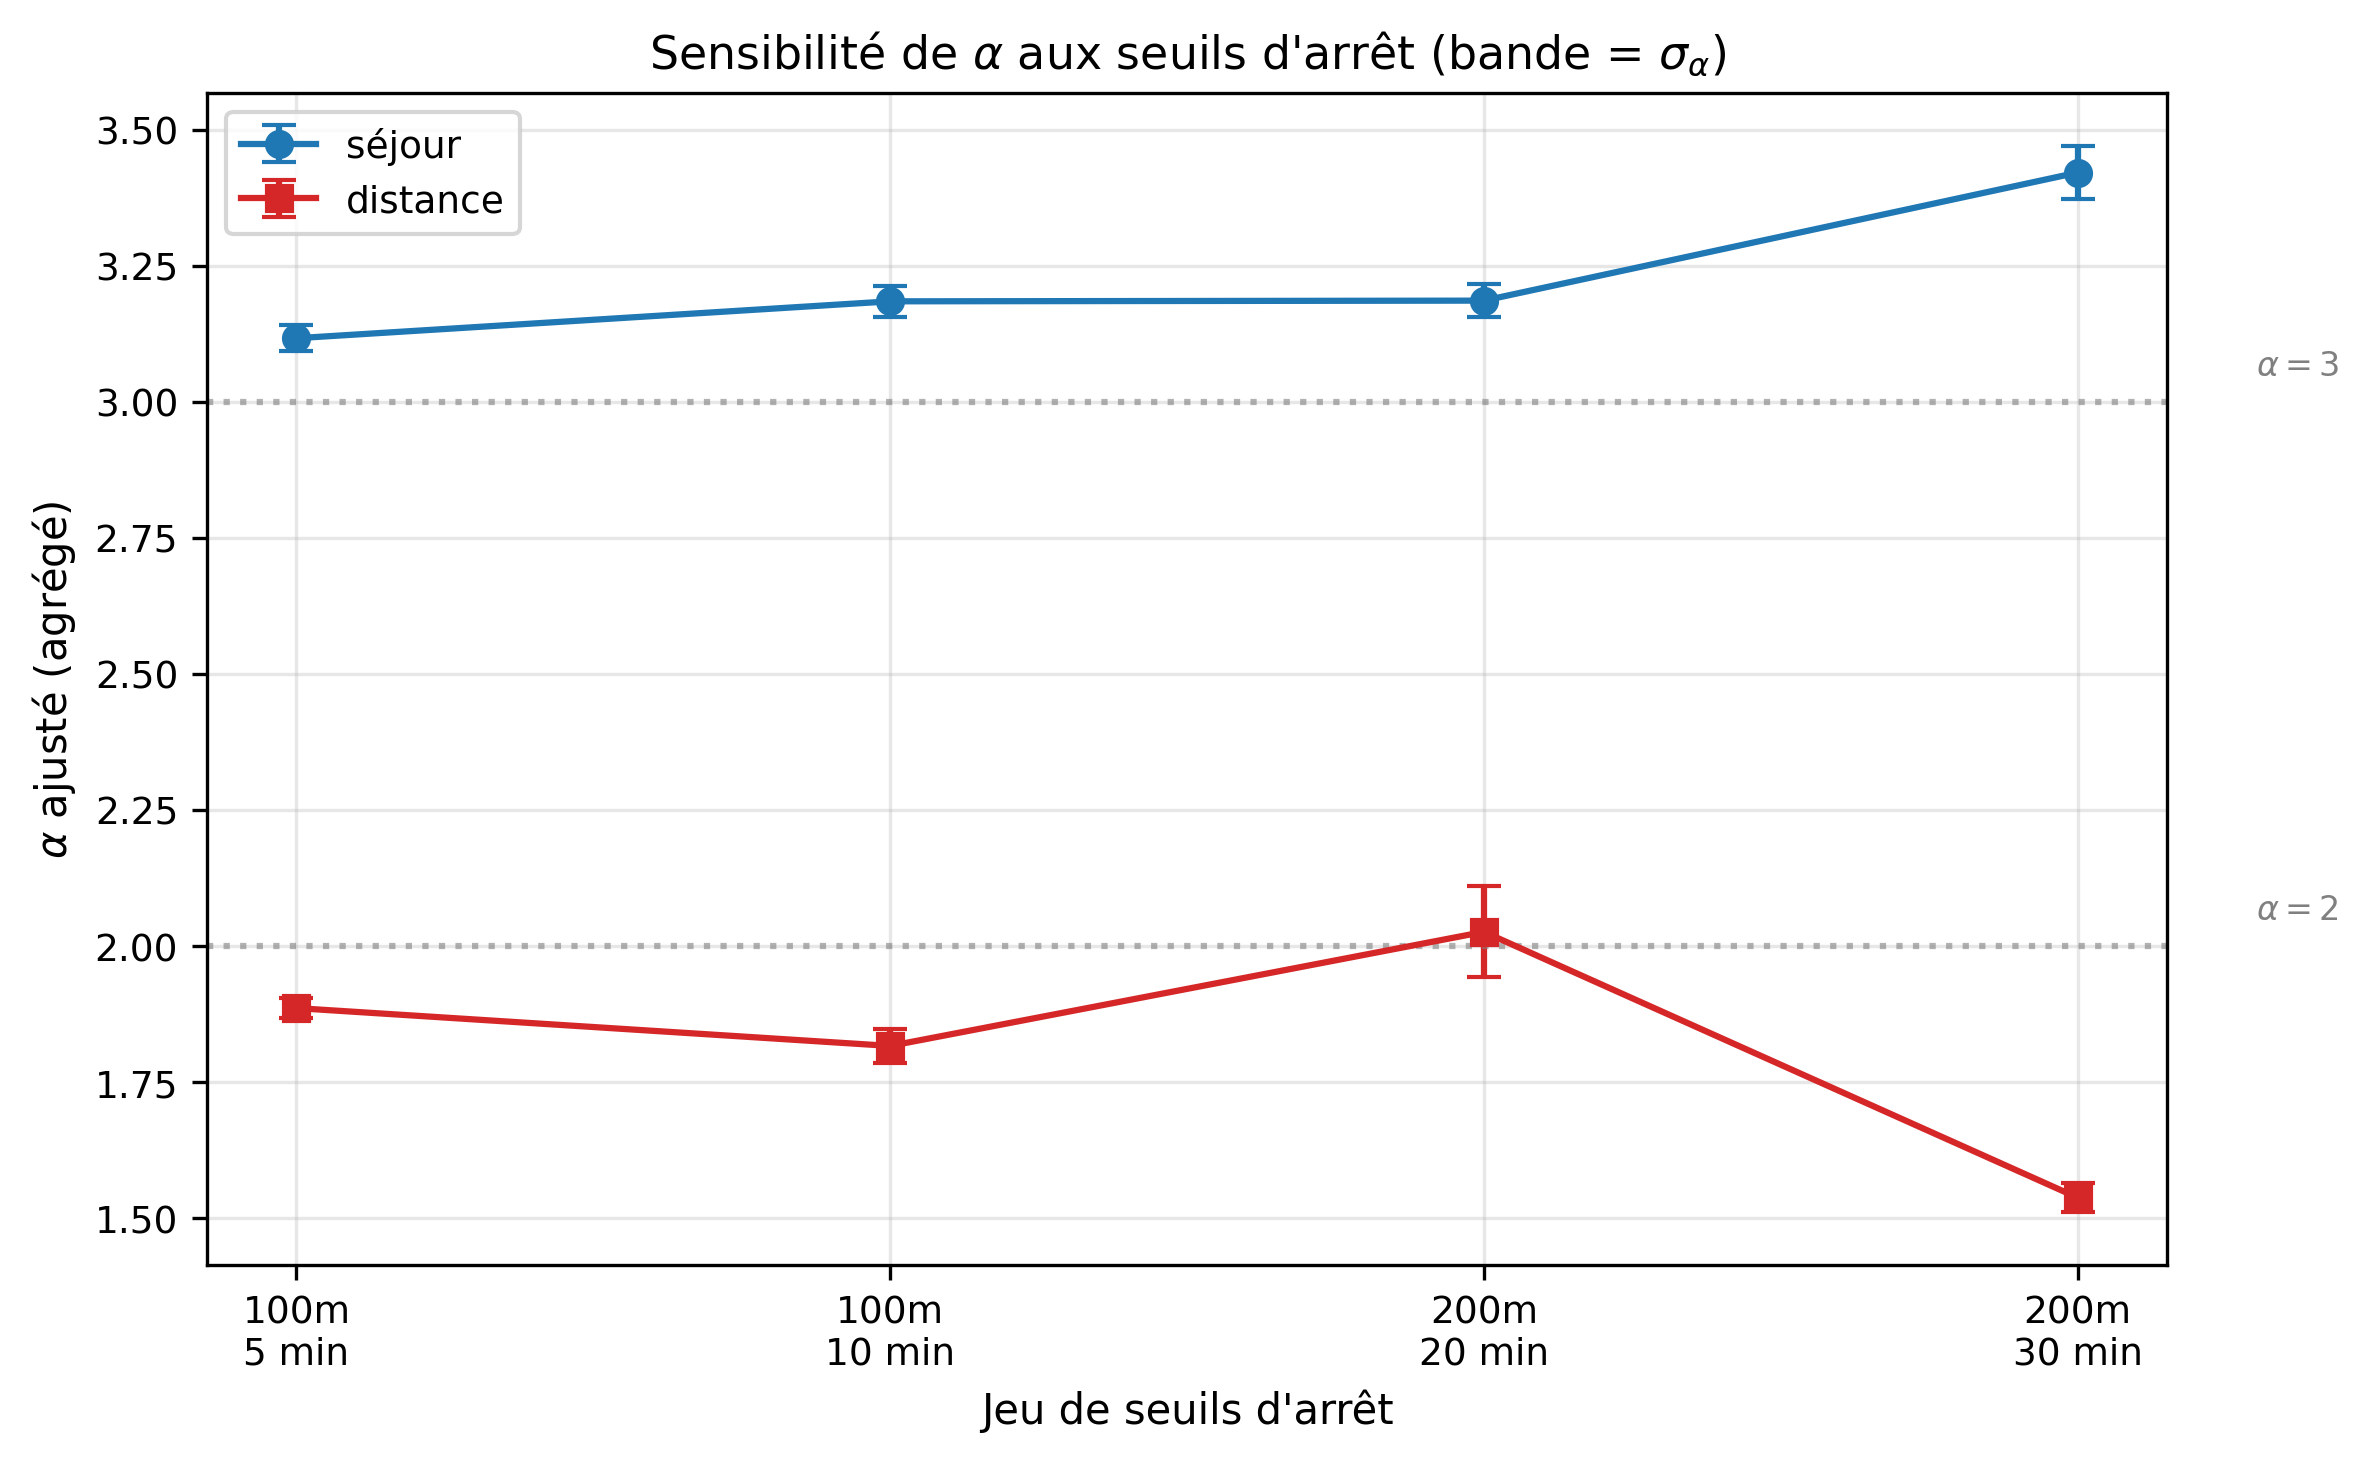 Sensibilité de α aux seuils d'arrêt (bande = σα)
séjour
distance
3.50
3.25
3.00
2.75
2.50
2.25
2.00
1.75
1.50
α ajusté (agrégé)
α = 3
α = 2
100m
5 min
100m
10 min
200m
20 min
200m
30 min
Jeu de seuils d'arrêt